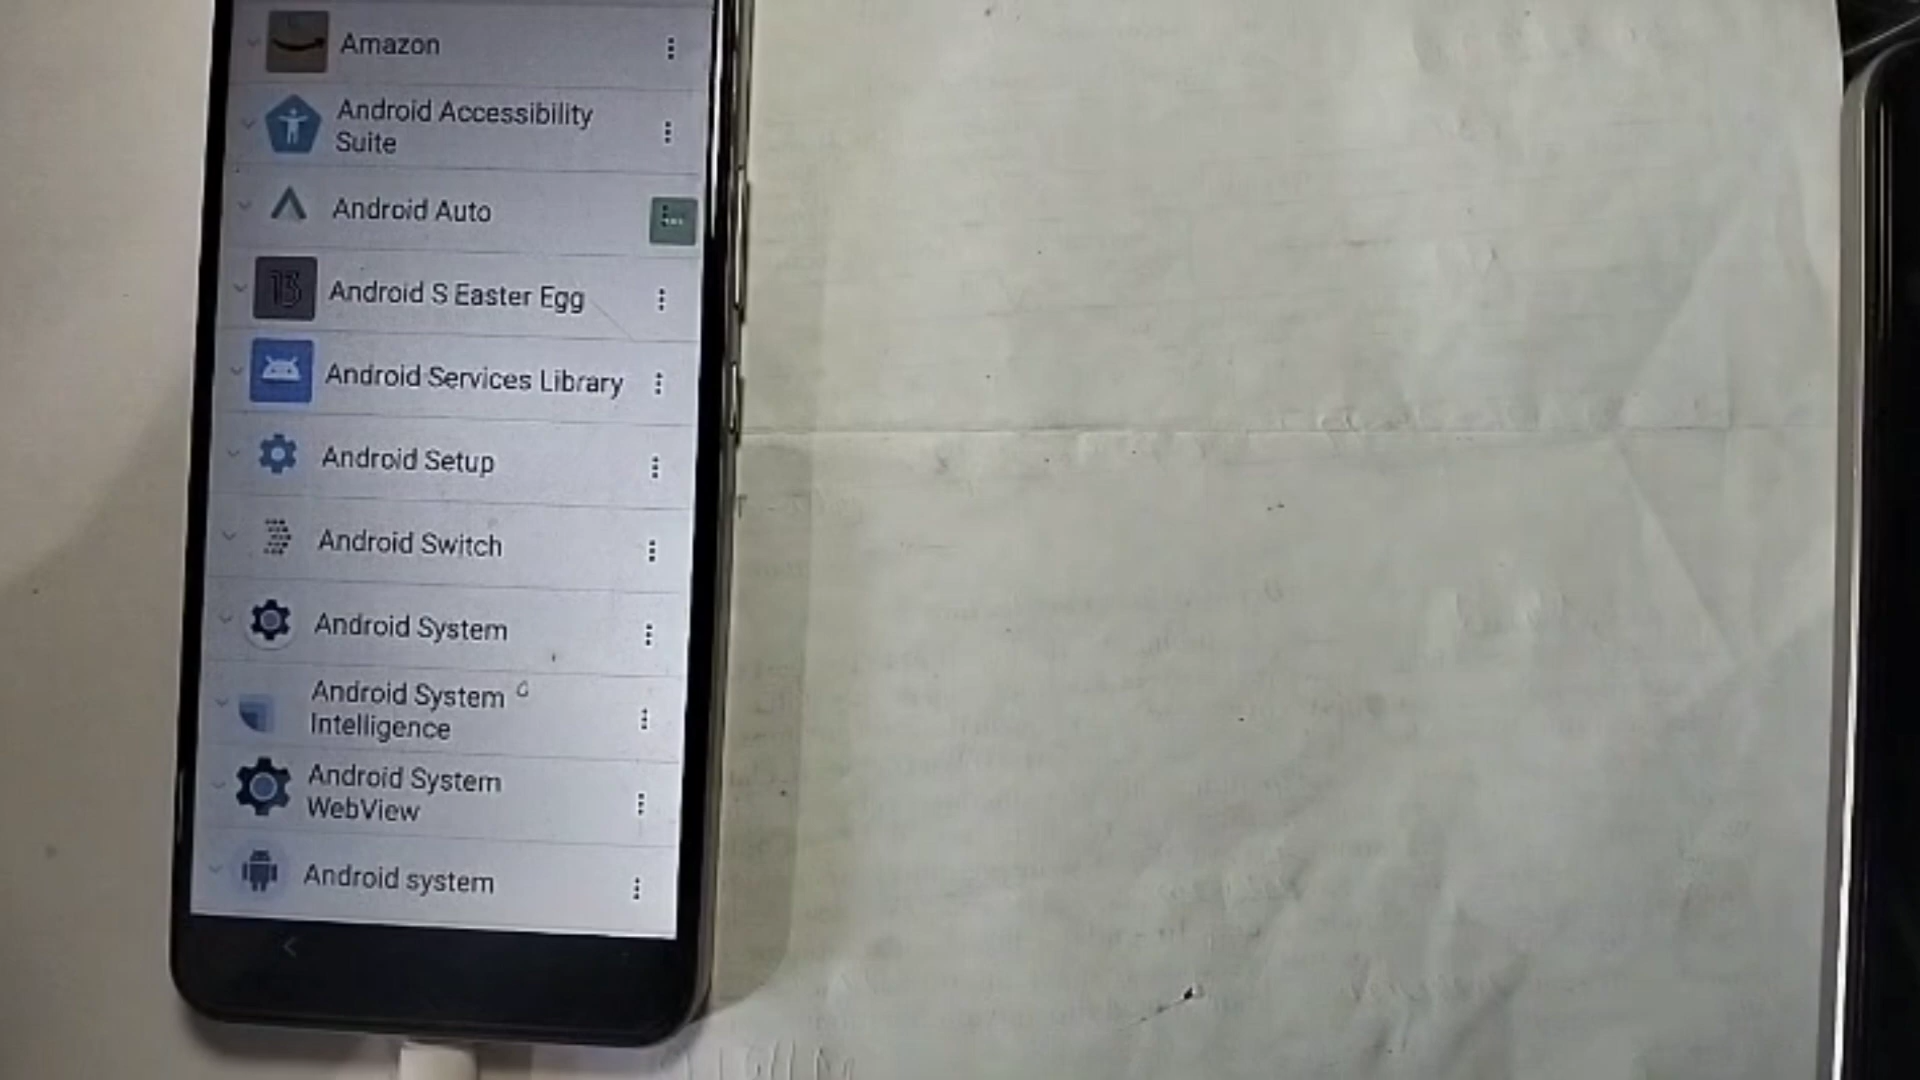 Amazon
Android Accessibility
Suite
Android Auto
13
Android S Easter Egg
Android Services Library
Android Setup
Android Switch
Android System
Android System
Intelligence
Android System
WebView
Android system